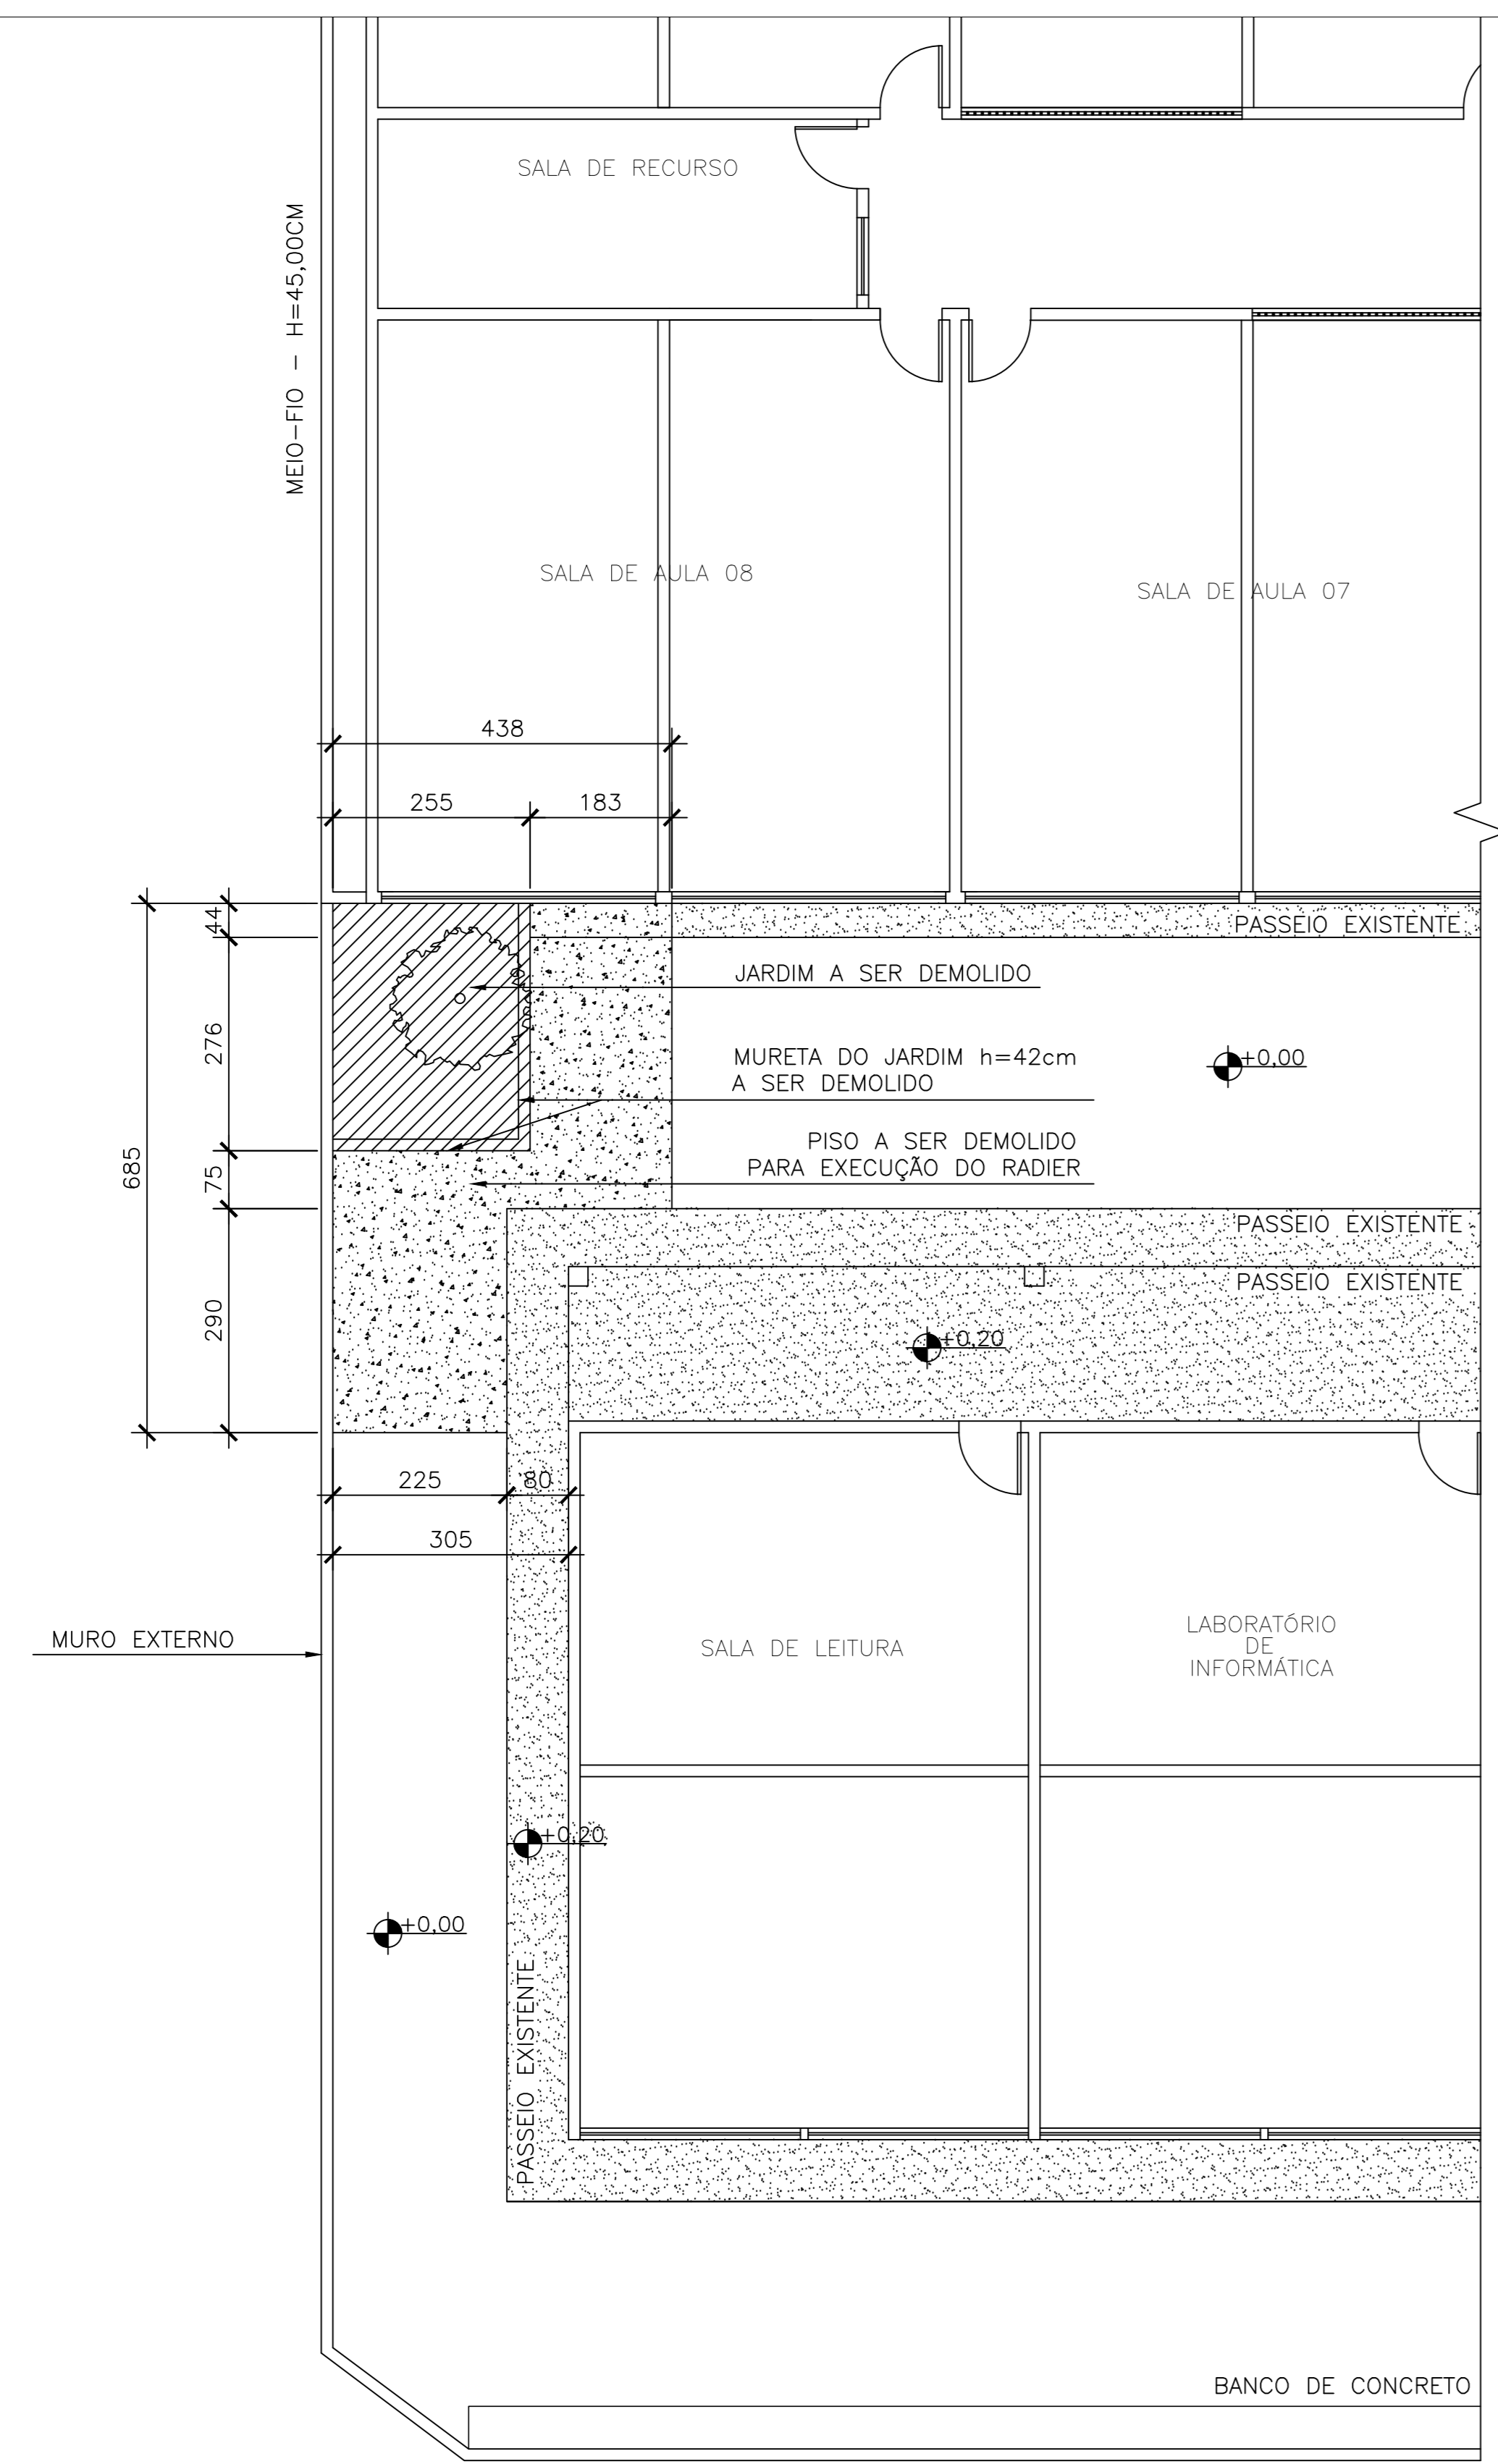 SALA DE RECURSO
MEIO-FIO - H=45,00CM
SALA DE AULA 08
SALA DE AULA 07
438
255
183
44
PASSEIO EXISTENTE
JARDIM A SER DEMOLIDO
276
MURETA DO JARDIM h=42cm
A SER DEMOLIDO
+0,00
685
75
PISO A SER DEMOLIDO
PARA EXECUÇÃO DO RADIER
PASSEIO EXISTENTE
PASSEIO EXISTENTE
290
+0,20
225
80
305
MURO EXTERNO
SALA DE LEITURA
LABORATÓRIO
DE
INFORMÁTICA
+0,20
+0,00
PASSEIO EXISTENTE
BANCO DE CONCRETO